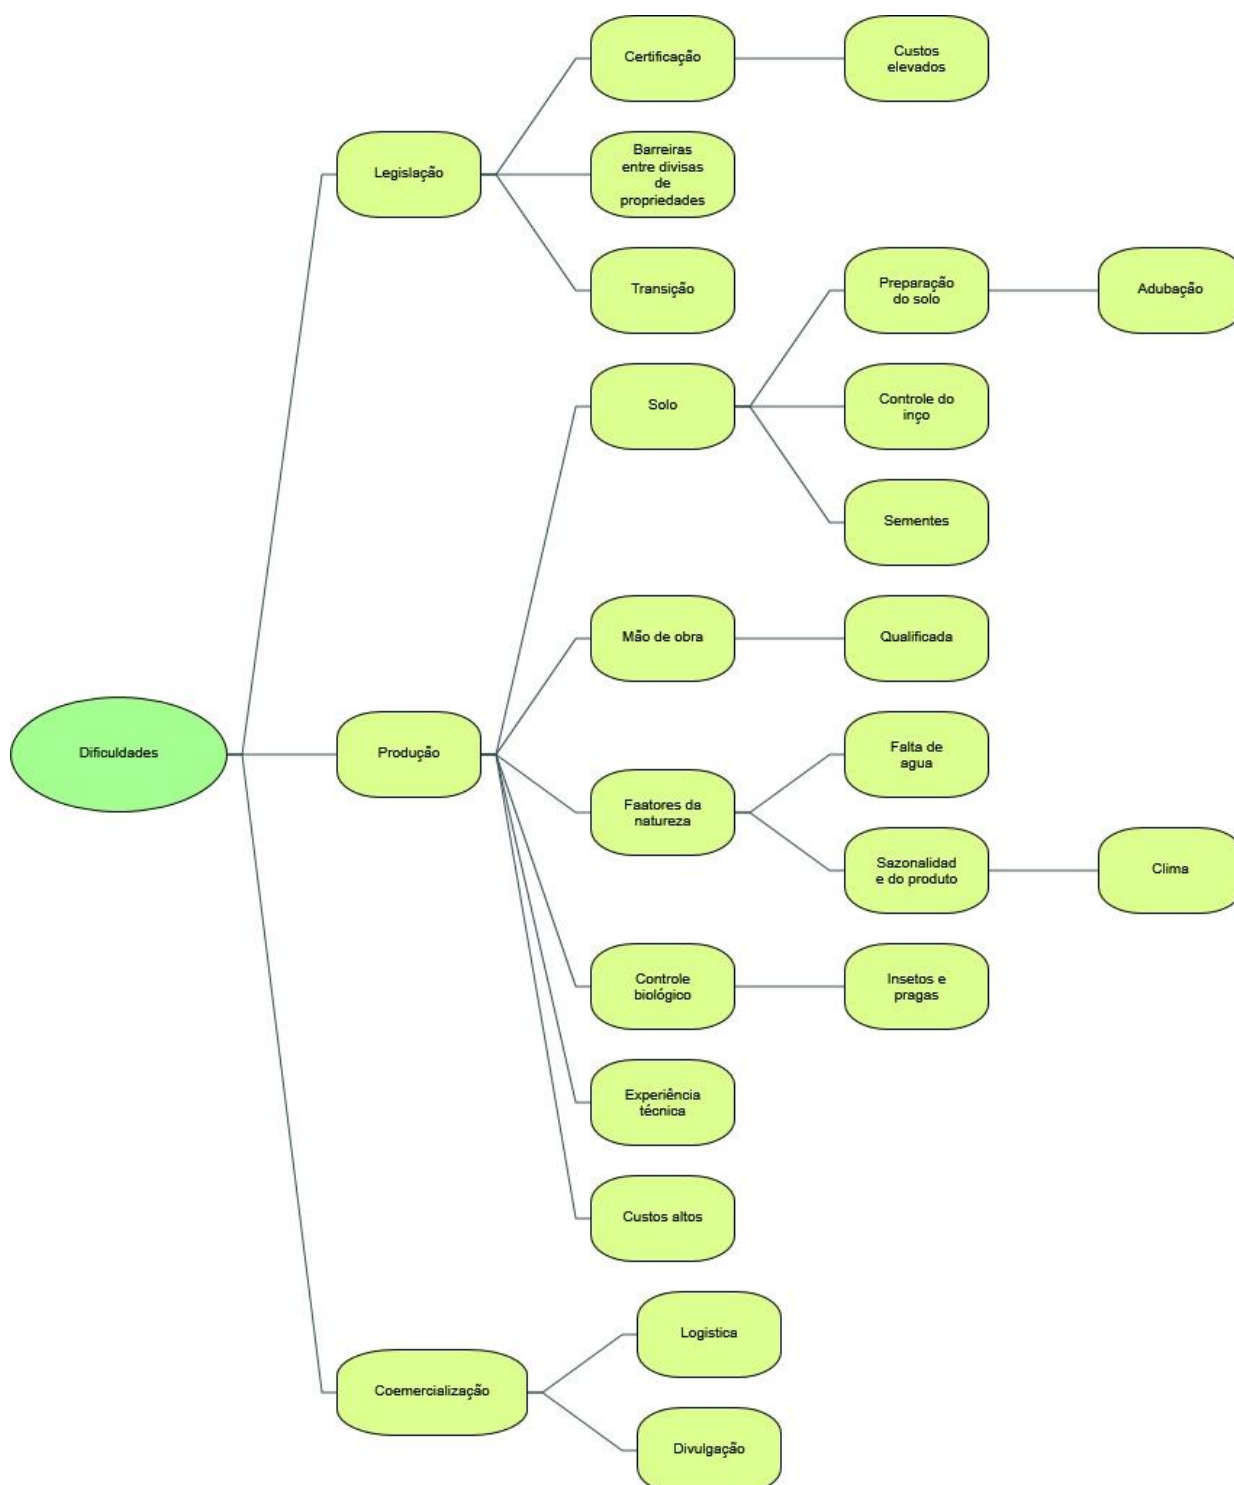 Certificação
Custos
elevados
Legislação
Barreiras
entre divisas
de
propriedades
Transição
Preparação
do solo
Adubação
Solo
Controle do
inço
Sementes
Mão de obra
Qualificada
Dificuldades
Produção
Falta de
agua
Faatores da
natureza
Sazonalidad
e do produto
Clima
Controle
biológico
Insetos e
pragas
Experiência
técnica
Custos altos
Logistica
Coemercialização
Divulgação